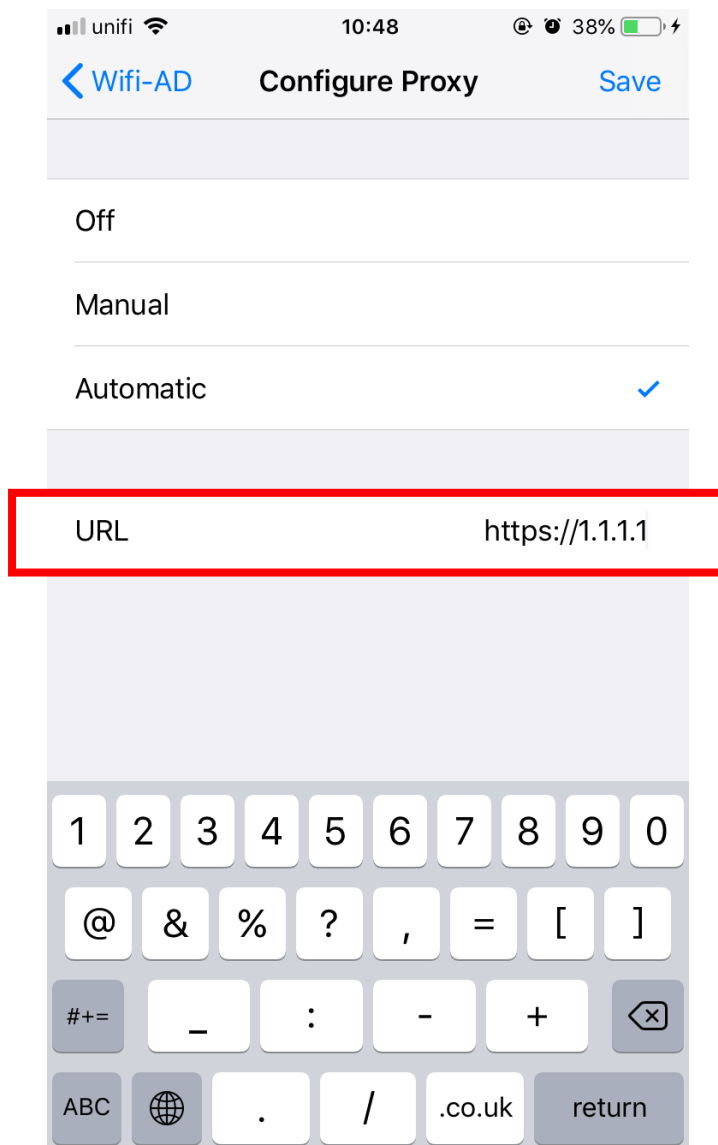 unifi 10:48 38%
Wifi-AD Configure Proxy Save
Off
Manual
Automatic
URL https://1.1.1.1
1 2 3 4 5 6 7 8 9 0
@ & % ? , = [ ]
#+= _ : - +
ABC . / .co.uk return